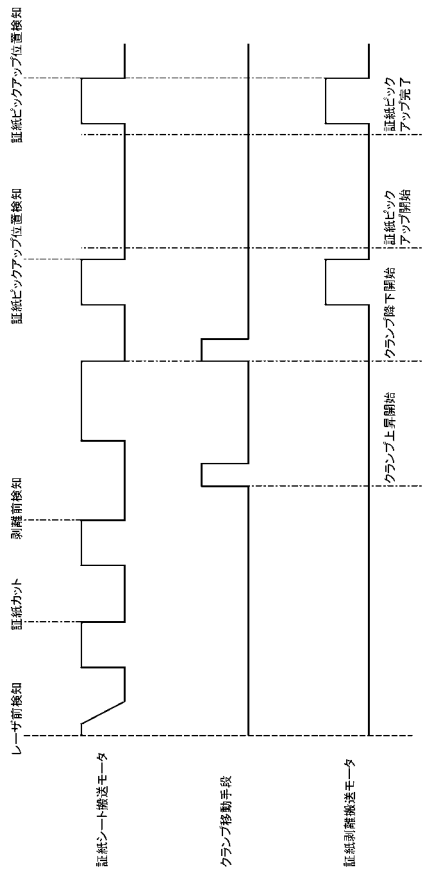 レーザ前検知
証紙カット
剥離前検知
証紙ピックアップ位置検知
証紙ピックアップ位置検知
証紙シート搬送モータ
クランプ移動手段
クランプ上昇開始
クランプ降下開始
証紙ピック
アップ開始
証紙ピック
アップ完了
証紙剥離搬送モータ